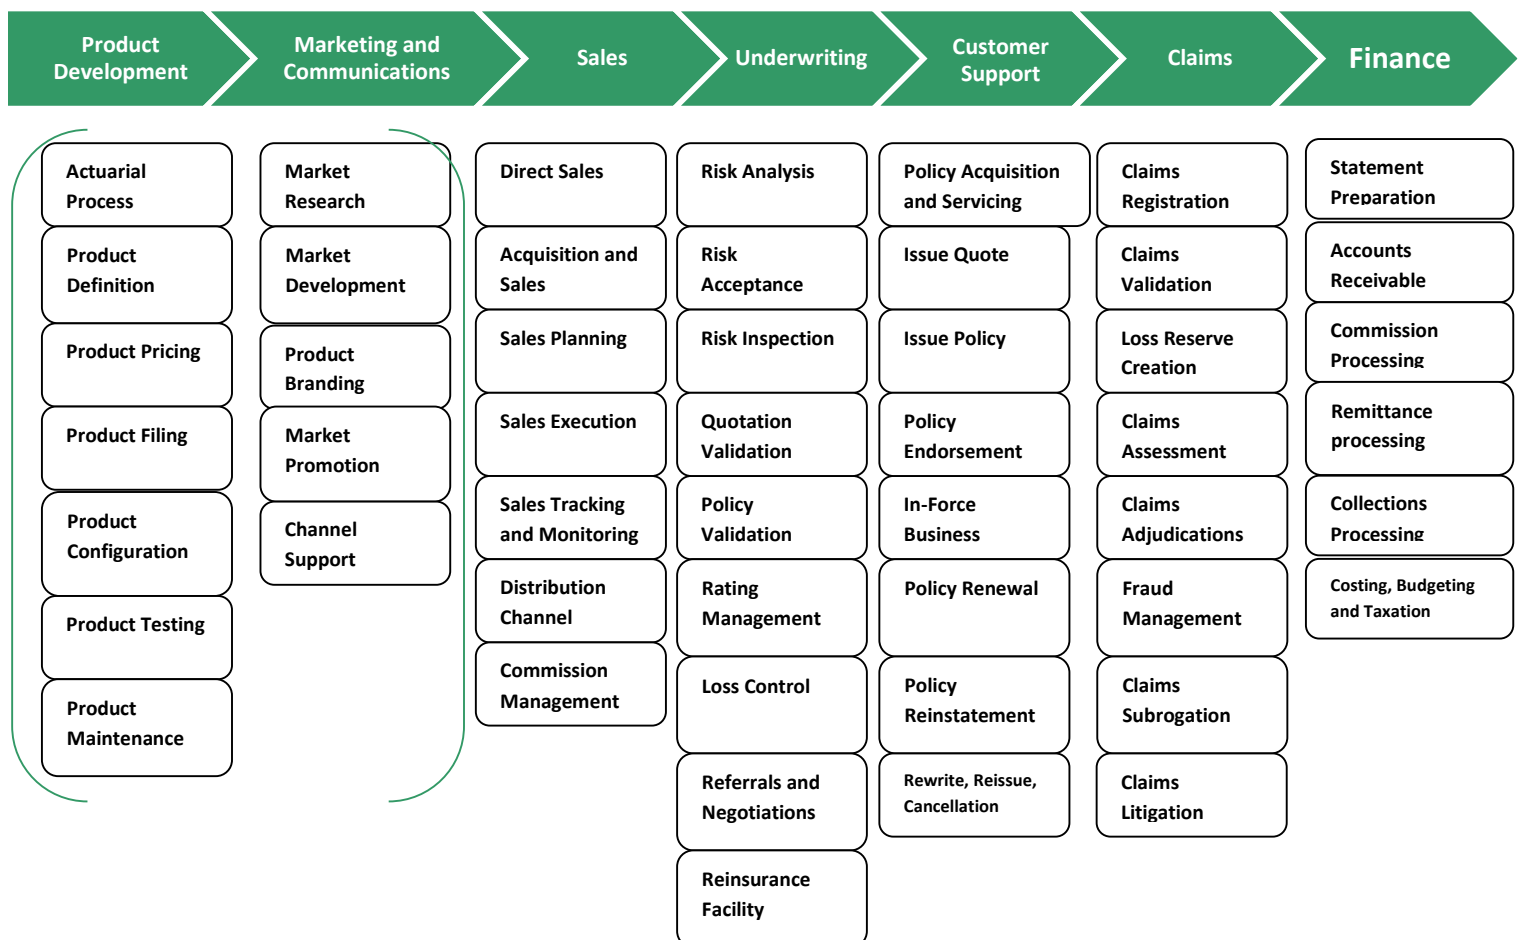 Product
Development
Marketing and
Communications
Sales
Underwriting
Customer
Support
Claims
Finance
Actuarial
Process
Product
Definition
Product Pricing
Product Filing
Product
Configuration
Product Testing
Product
Maintenance
Market
Research
Market
Development
Product
Branding
Market
Promotion
Channel
Support
Direct Sales
Acquisition and
Sales
Sales Planning
Sales Execution
Sales Tracking
and Monitoring
Distribution
Channel
Commission
Management
Risk Analysis
Risk
Acceptance
Risk Inspection
Quotation
Validation
Policy
Validation
Rating
Management
Loss Control
Referrals and
Negotiations
Reinsurance
Facility
Policy Acquisition
and Servicing
Issue Quote
Issue Policy
Policy
Endorsement
In-Force
Business
Policy Renewal
Policy
Reinstatement
Rewrite, Reissue,
Cancellation
Claims
Registration
Claims
Validation
Loss Reserve
Creation
Claims
Assessment
Claims
Adjudications
Fraud
Management
Claims
Subrogation
Claims
Litigation
Statement
Preparation
Accounts
Receivable
Commission
Processing
Remittance
processing
Collections
Processing
Costing, Budgeting
and Taxation